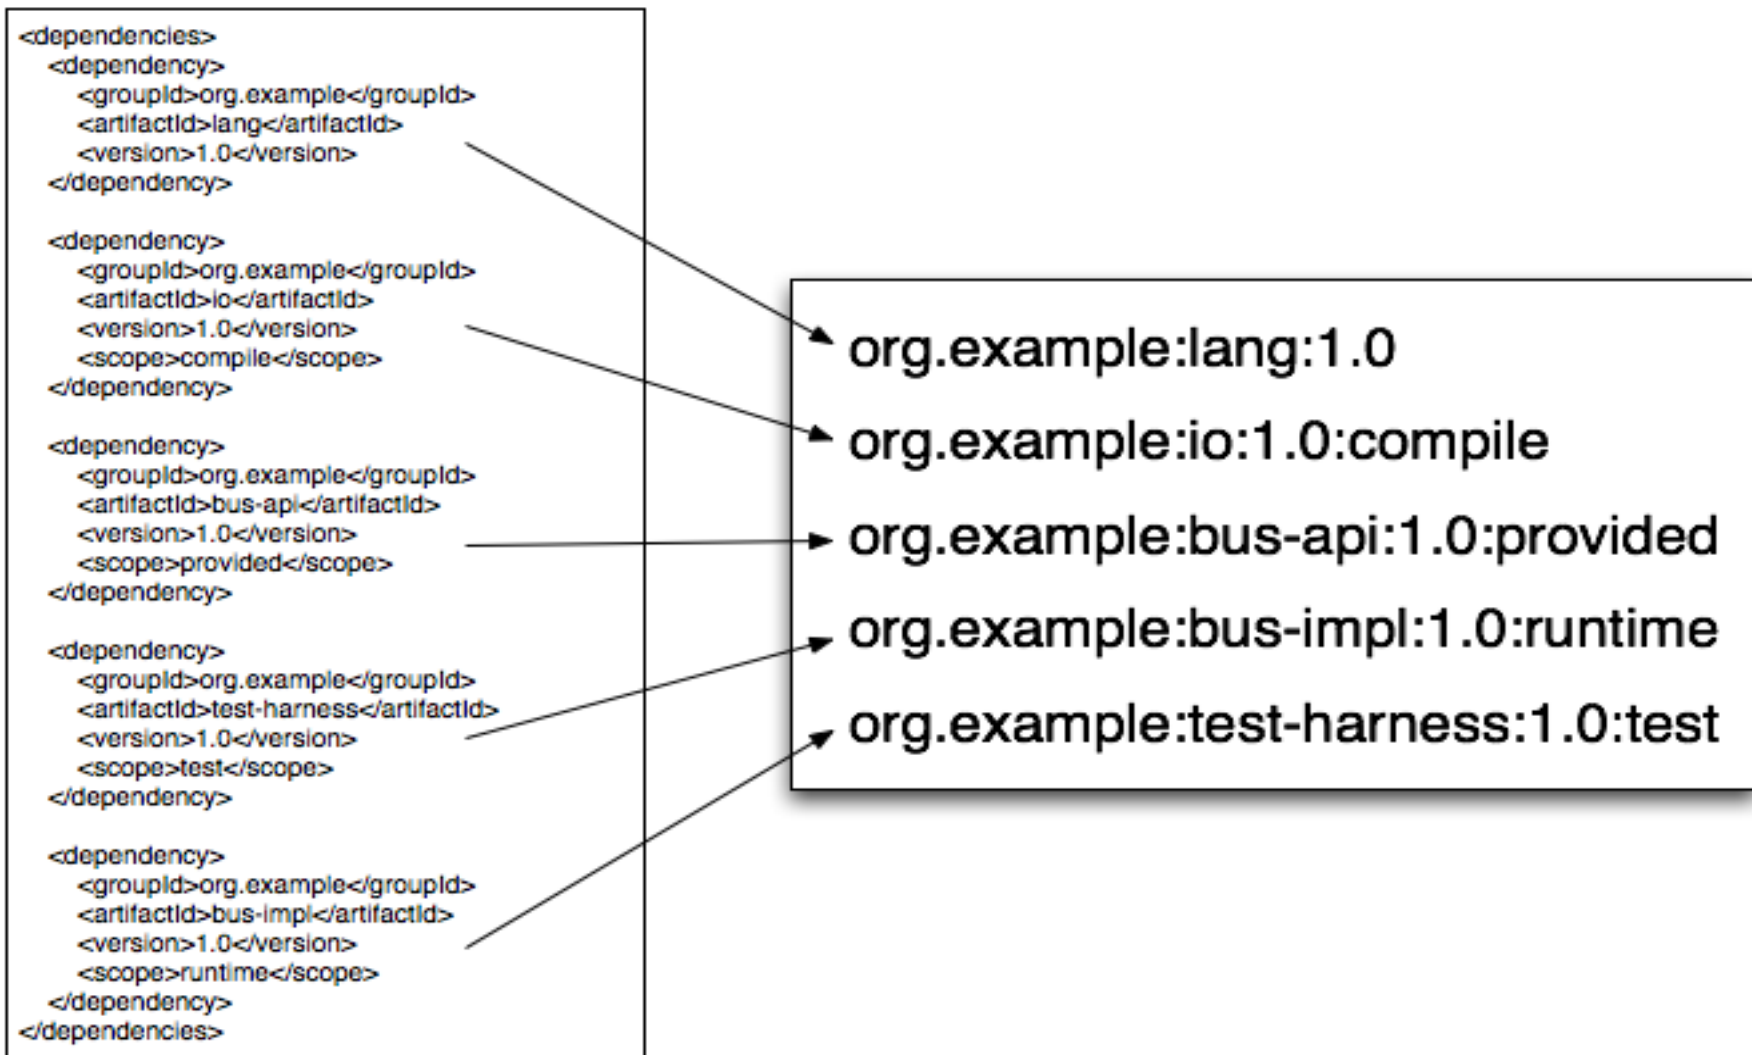 <dependencies>
<dependency>
<groupId>org.example</groupId>
<artifactId>lang</artifactId>
<version>1.0</version>
</dependency>
<dependency>
<groupId>org.example</groupId>
<artifactId>io</artifactId>
<version>1.0</version>
<scope>compile</scope>
</dependency>
<dependency>
<groupId>org.example</groupId>
<artifactId>bus-api</artifactId>
<version>1.0</version>
<scope>provided</scope>
</dependency>
<dependency>
<groupId>org.example</groupId>
<artifactId>test-harness</artifactId>
<version>1.0</version>
<scope>test</scope>
</dependency>
<dependency>
<groupId>org.example</groupId>
<artifactId>bus-impl</artifactId>
<version>1.0</version>
<scope>runtime</scope>
</dependency>
</dependencies>
org.example:lang:1.0
org.example:io:1.0:compile
org.example:bus-api:1.0:provided
org.example:bus-impl:1.0:runtime
org.example:test-harness:1.0:test